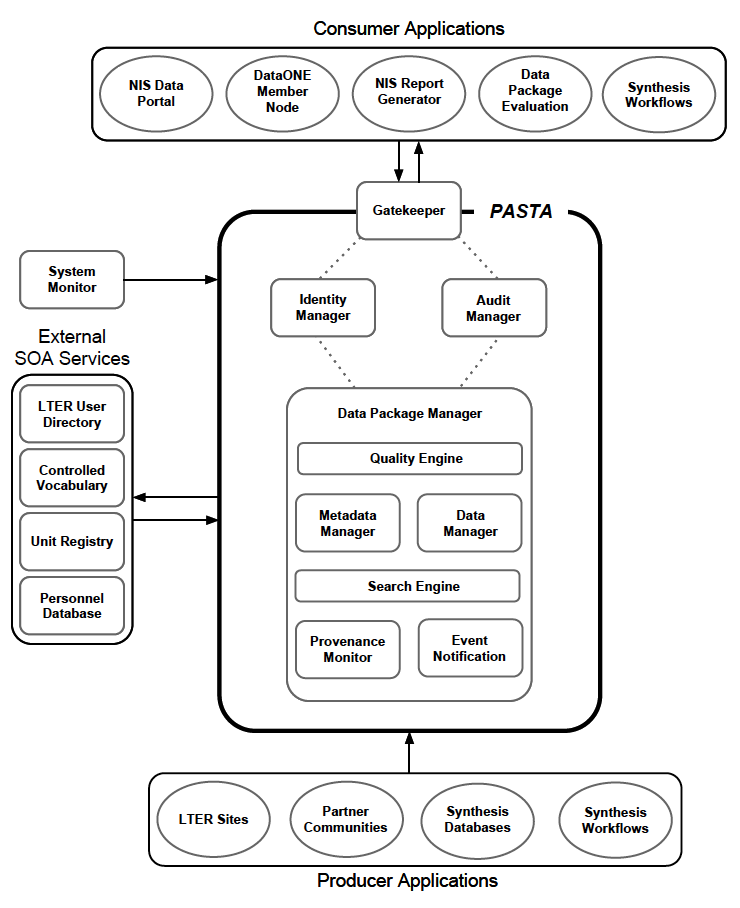 Consumer Applications
NIS Data
Portal
DataONE
Member
Node
NIS Report
Generator
Data
Package
Evaluation
Synthesis
Workflows
Gatekeeper
PASTA
System
Monitor
Identity
Manager
Audit
Manager
External
SOA Services
LTER User
Directory
Controlled
Vocabulary
Unit Registry
Personnel
Database
Data Package Manager
Quality Engine
Metadata
Manager
Data
Manager
Search Engine
Provenance
Monitor
Event
Notification
LTER Sites
Partner
Communities
Synthesis
Databases
Synthesis
Workflows
Producer Applications